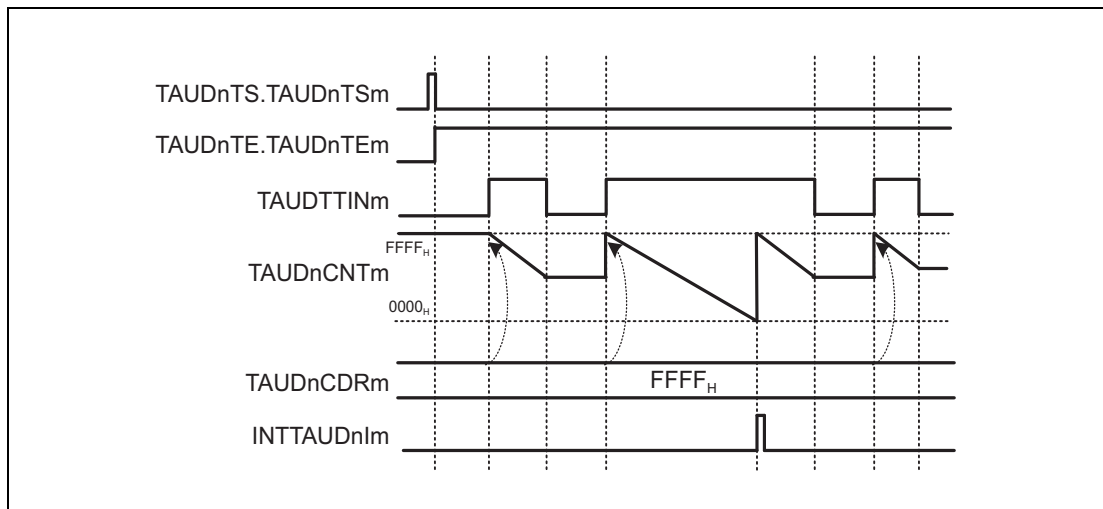 TAUDnTS.TAUDnTSm
TAUDnTE.TAUDnTEm
TAUDTTINm
FFFFH
TAUDnCNTm
0000H
TAUDnCDRm
FFFFH
INTTAUDnIm